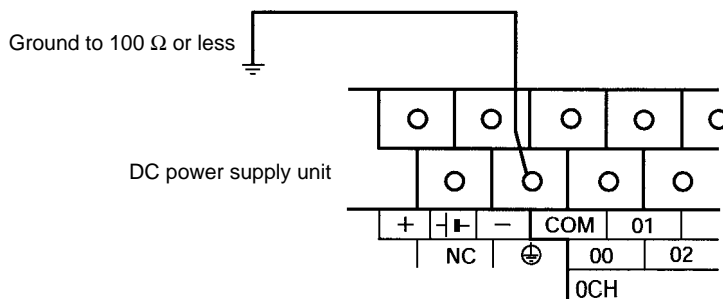 Ground to 100 Ω or less
DC power supply unit
+ − COM 01
NC 00 02
0CH